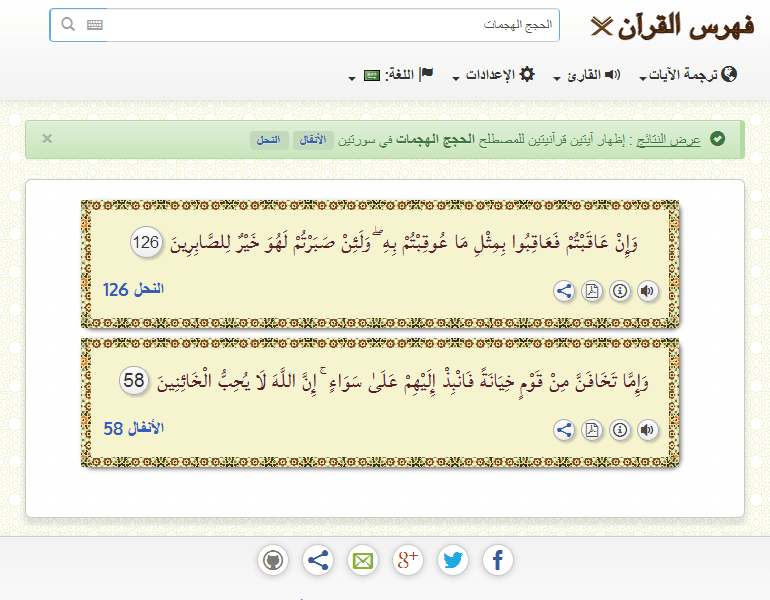 فهرس القرآن
الحجج الهجمات
ترجمة الآيات
القارئ
الإعدادات
اللغة:
عرض النتائج : إظهار آيتين قرآنيتين للمصطلح الحجج الهجمات في سورتين الأنفال النحل
×
وَإِنْ عَاقَبْتُمْ فَعَاقِبُوا بِمِثْلِ مَا عُوقِبْتُمْ بِهِ ۖ وَلَئِنْ صَبَرْتُمْ لَهُوَ خَيْرٌ لِلصَّابِرِينَ 126
النحل 126
وَإِمَّا تَخَافَنَّ مِنْ قَوْمٍ خِيَانَةً فَانْبِذْ إِلَيْهِمْ عَلَىٰ سَوَاءٍ ۚ إِنَّ اللَّهَ لَا يُحِبُّ الْخَائِنِينَ 58
الأنفال 58